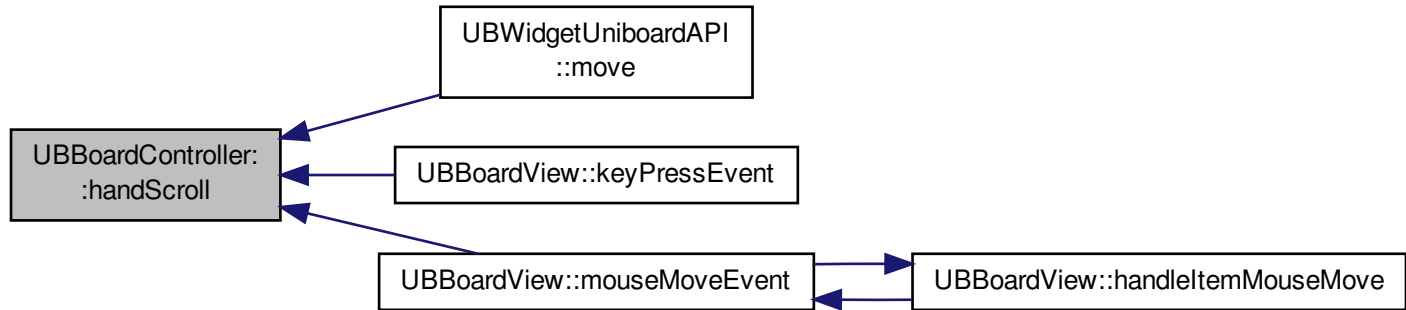 UBWidgetUniboardAPI
::move
UBBoardController:
:handScroll
UBBoardView::keyPressEvent
UBBoardView::mouseMoveEvent
UBBoardView::handleItemMouseMove